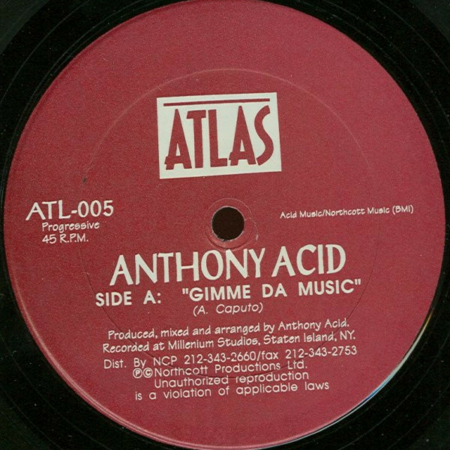 ATLAS
ATL-005
Progressive
45 R.P.M.
Acid Music/Northcott Music (BMI)
ANTHONY ACID
SIDE A: "GIMME DA MUSIC"
(A. Caputo)
Produced, mixed and arranged by Anthony Acid.
Recorded at Millenium Studios, Staten Island, NY.
Dist. By NCP 212-343-2660/fax 212-343-2753
℗©Northcott Productions Ltd.
Unauthorized reproduction
is a violation of applicable laws